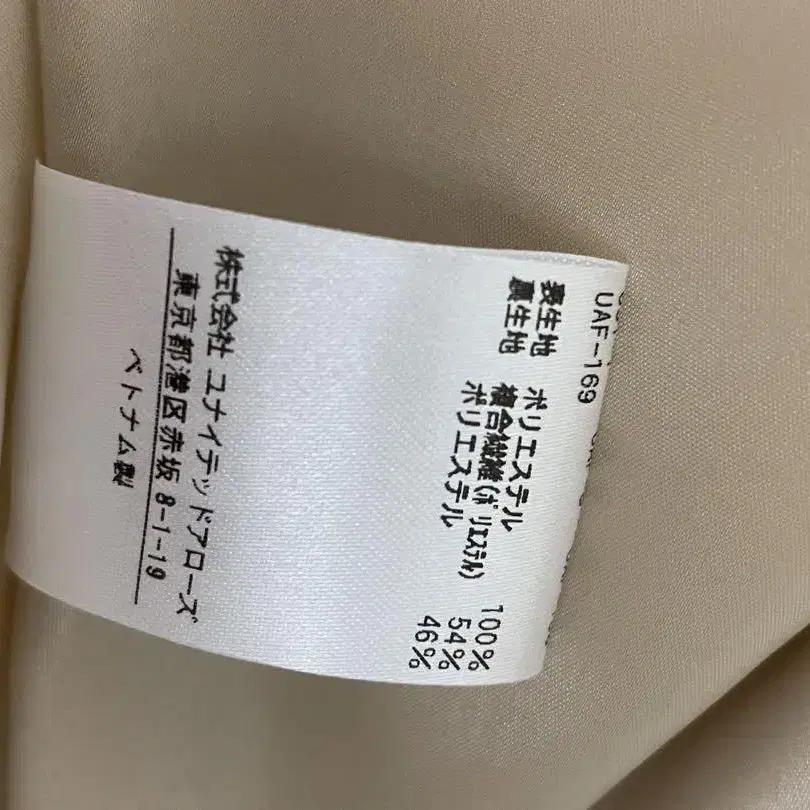 UAF-169
表生地 ポリエステル 100%
裏生地 複合繊維(ポリエステル) 54%
ポリエステル 46%
株式会社 ユナイテッドアローズ
東京都港区赤坂 8-1-19
ベトナム製